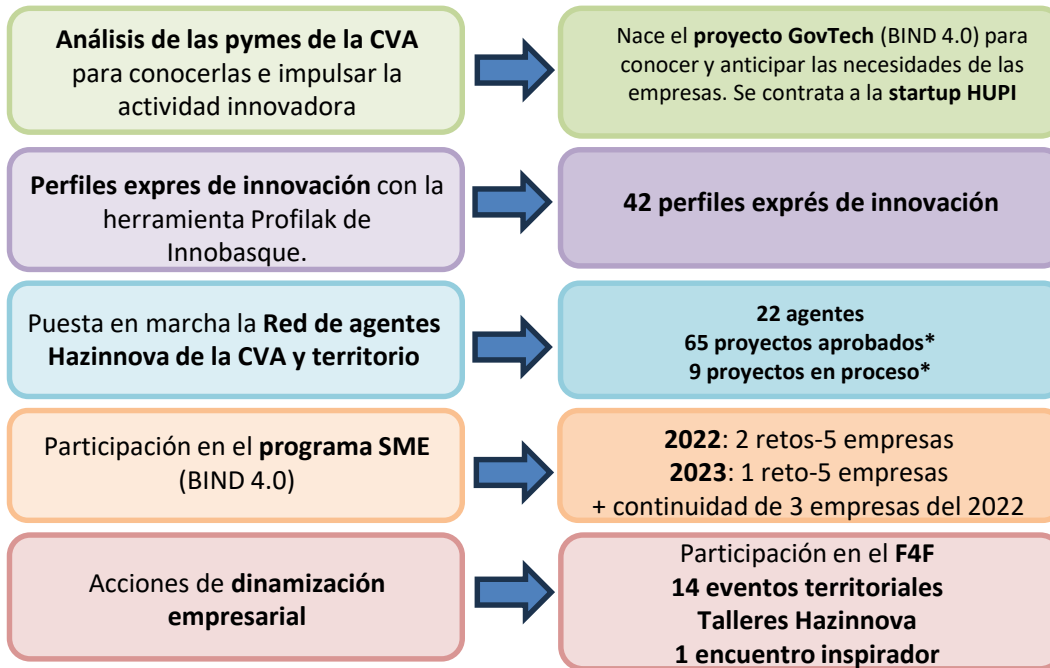 Análisis de las pymes de la CVA
para conocerlas e impulsar la
actividad innovadora
Nace el proyecto GovTech (BIND 4.0) para
conocer y anticipar las necesidades de las
empresas. Se contrata a la startup HUPI
Perfiles expres de innovación con la
herramienta Profilak de
Innobasque.
42 perfiles exprés de innovación
Puesta en marcha la Red de agentes
Hazinnova de la CVA y territorio
22 agentes
65 proyectos aprobados*
9 proyectos en proceso*
Participación en el programa SME
(BIND 4.0)
2022: 2 retos-5 empresas
2023: 1 reto-5 empresas
+ continuidad de 3 empresas del 2022
Acciones de dinamización
empresarial
Participación en el F4F
14 eventos territoriales
Talleres Hazinnova
1 encuentro inspirador